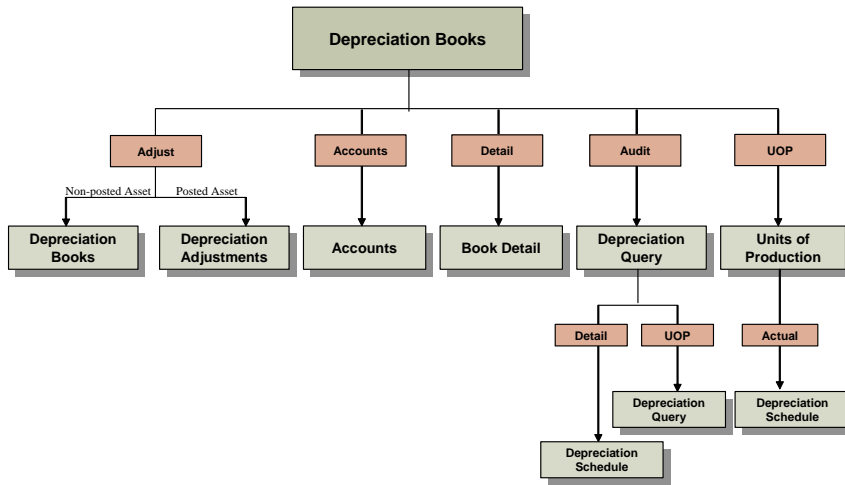 Depreciation Books
Adjust
Accounts
Detail
Audit
UOP
Non-posted Asset
Posted Asset
Depreciation
Books
Depreciation
Adjustments
Accounts
Book Detail
Depreciation
Query
Units of
Production
Detail
UOP
Actual
Depreciation
Query
Depreciation
Schedule
Depreciation
Schedule